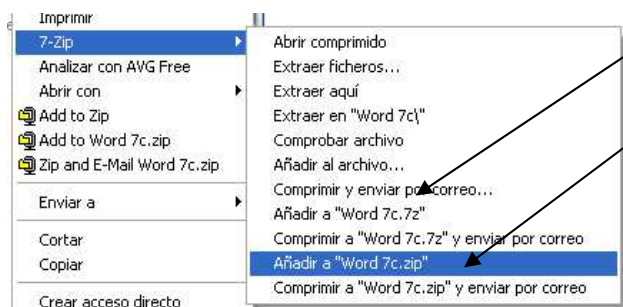 Imprimir
7-Zip
Analizar con AVG Free
Abrir con
Add to Zip
Add to Word 7c.zip
Zip and E-Mail Word 7c.zip
Enviar a
Cortar
Copiar
Crear acceso directo
Abrir comprimido
Extraer ficheros...
Extraer aquí
Extraer en "Word 7c\"
Comprobar archivo
Añadir al archivo...
Comprimir y enviar por correo...
Añadir a "Word 7c.7z"
Comprimir a "Word 7c.7z" y enviar por correo
Añadir a "Word 7c.zip"
Comprimir a "Word 7c.zip" y enviar por correo